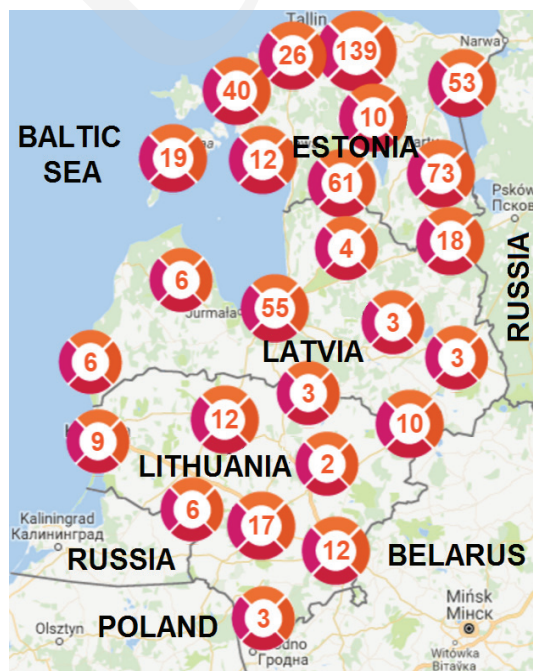 Tallin
139
26
Narwa
53
40
10
BALTIC
SEA
19
12
ESTONIA
73
61
Psków
Псков
18
4
RUSSIA
6
Jurmała
55
3
LATVIA
3
6
3
12
10
9
LITHUANIA
2
6
17
Kaliningrad
Калининград
12
RUSSIA
BELARUS
Mińsk
Мінск
3
POLAND
Olsztyn
Гродна
Witówka
Вітаўка